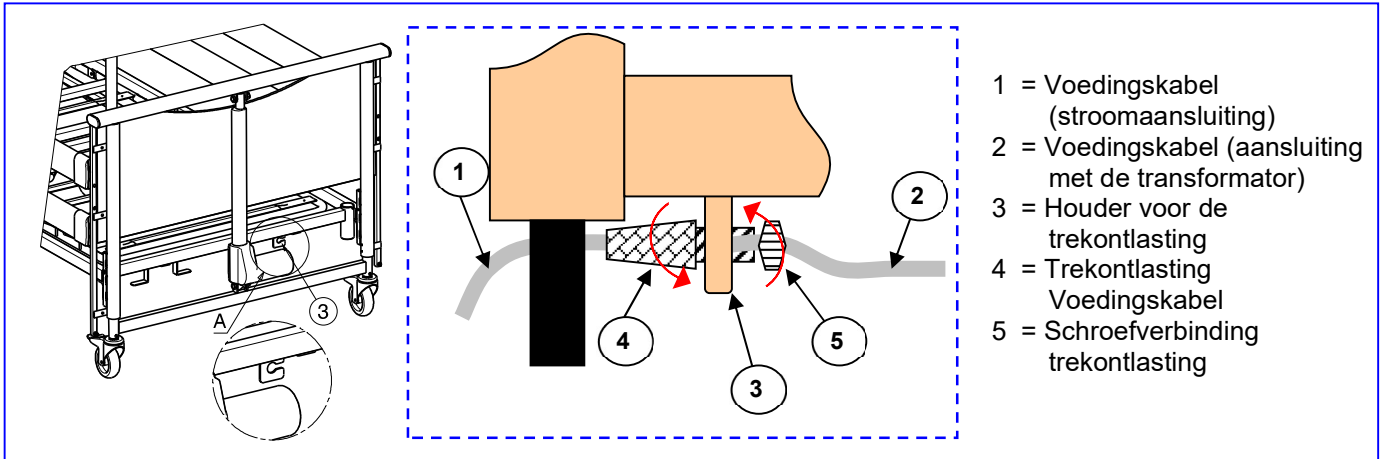 A
3
1
2
4
5
3
1 = Voedingskabel
(stroomaansluiting)
2 = Voedingskabel (aansluiting
met de transformator)
3 = Houder voor de
trekontlasting
4 = Trekontlasting
Voedingskabel
5 = Schroefverbinding
trekontlasting